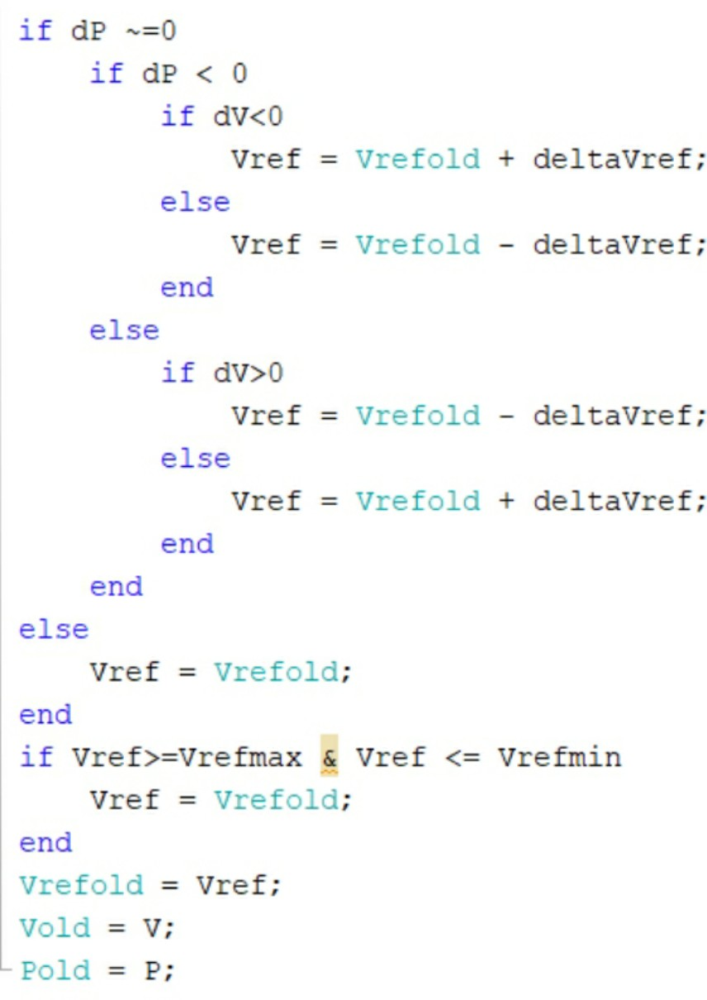 if dP ~=0
if dP < 0
if dV<0
Vref = Vrefold + deltaVref;
else
Vref = Vrefold - deltaVref;
end
else
if dV>0
Vref = Vrefold - deltaVref;
else
Vref = Vrefold + deltaVref;
end
end
else
Vref = Vrefold;
end
if Vref>=Vrefmax & Vref <= Vrefmin
Vref = Vrefold;
end
Vrefold = Vref;
Vold = V;
Pold = P;